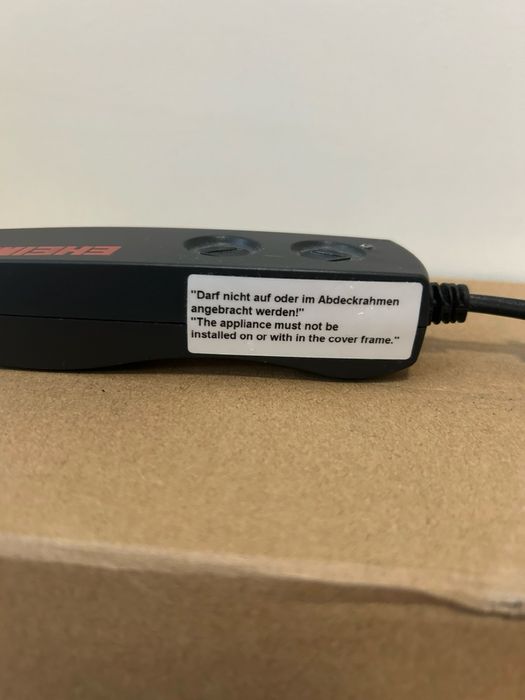 EHEIM
"Darf nicht auf oder im Abdeckrahmen
angebracht werden!"
"The appliance must not be
installed on or with in the cover frame."